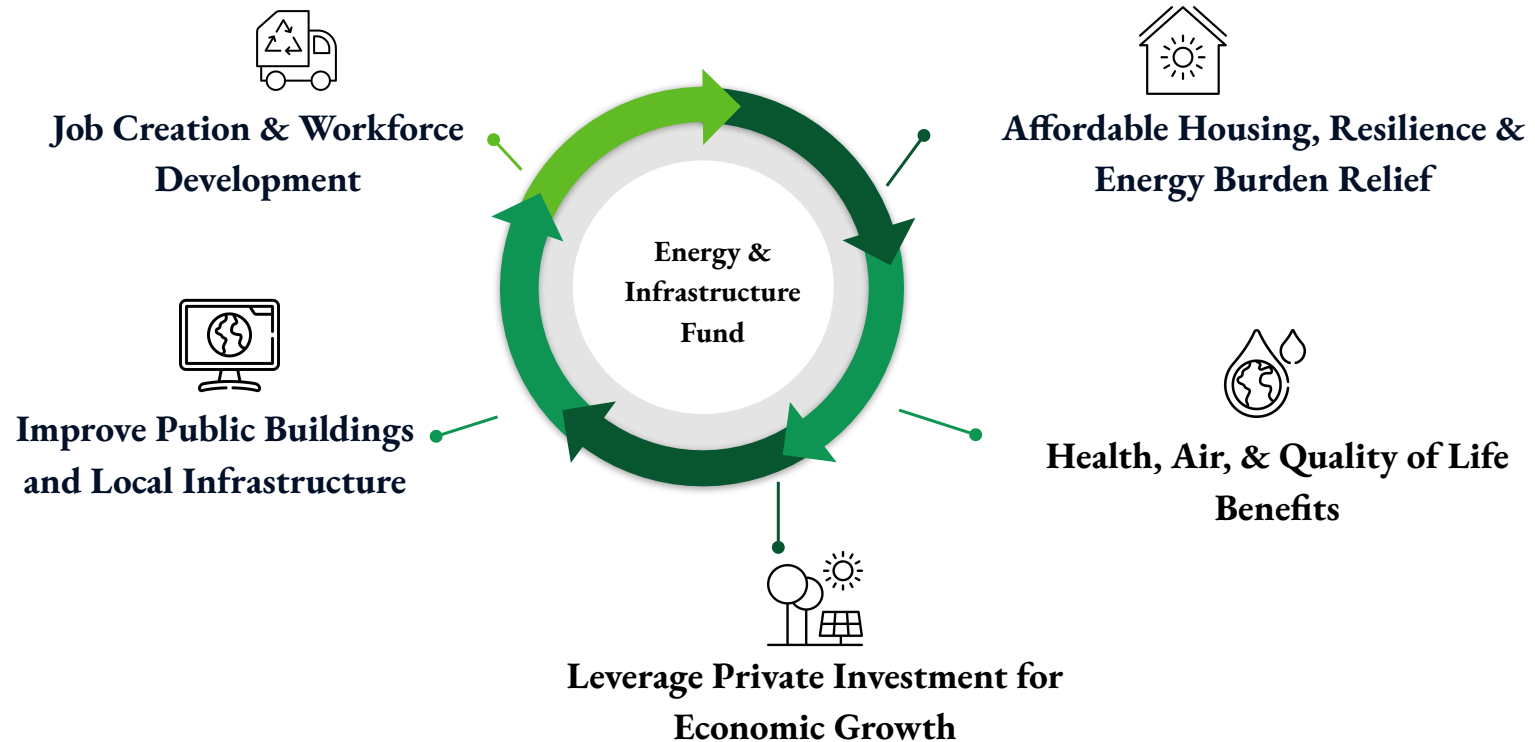 Job Creation & Workforce
Development
Affordable Housing, Resilience &
Energy Burden Relief
Energy &
Infrastructure
Fund
Improve Public Buildings
and Local Infrastructure
Health, Air, & Quality of Life
Benefits
Leverage Private Investment for
Economic Growth